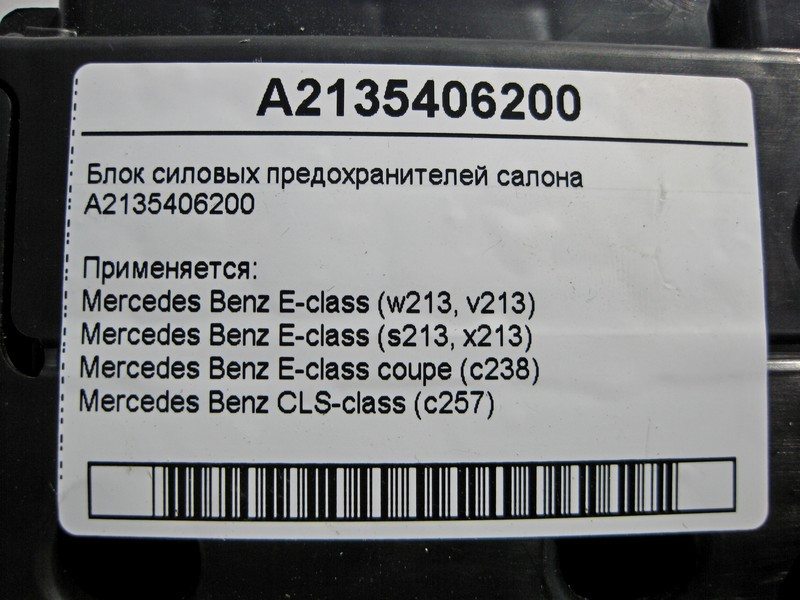 A2135406200
Блок силовых предохранителей салона
A2135406200
Применяется:
Mercedes Benz E-class (w213, v213)
Mercedes Benz E-class (s213, x213)
Mercedes Benz E-class coupe (c238)
Mercedes Benz CLS-class (c257)